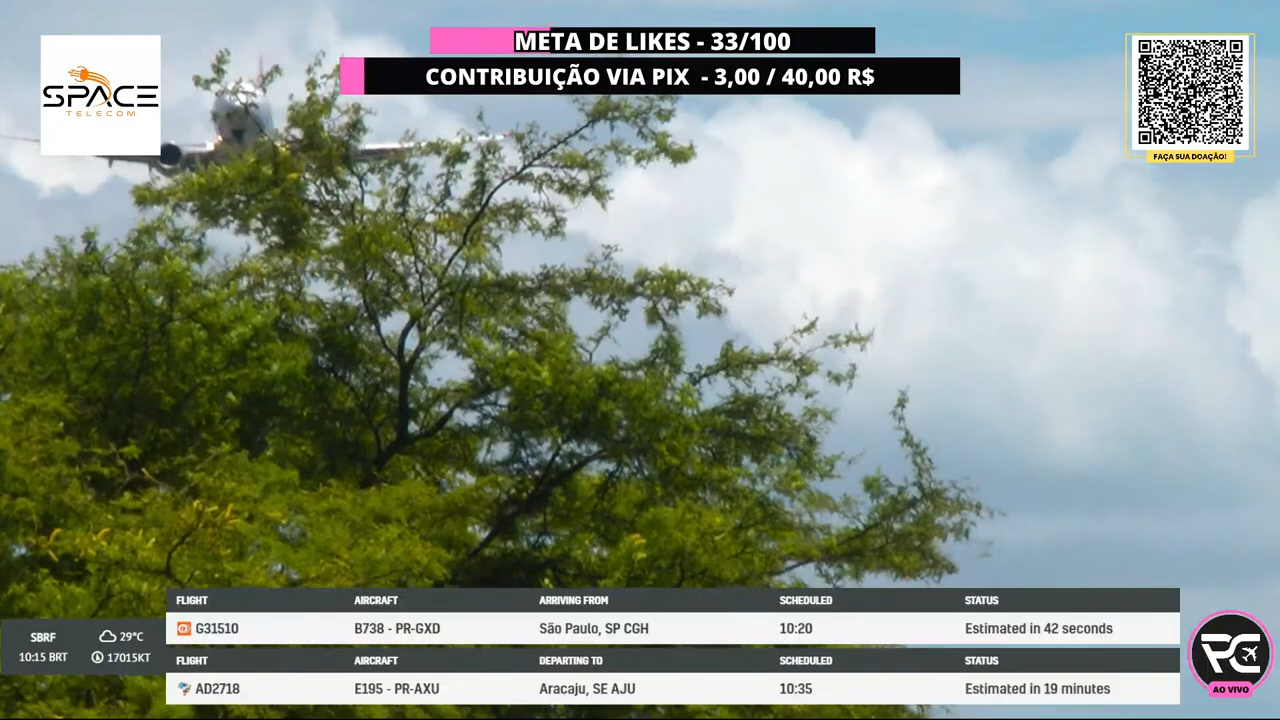 META DE LIKES - 33/100
CONTRIBUIÇÃO VIA PIX - 3,00 / 40,00 R$
SPACE
TELECOM
FAÇA SUA DOAÇÃO!
FLIGHT AIRCRAFT ARRIVING FROM SCHEDULED STATUS
G31510 B738 - PR-GXD São Paulo, SP CGH 10:20 Estimated in 42 seconds
SBRF 29°C
10:15 BRT 17015KT
FLIGHT AIRCRAFT DEPARTING TO SCHEDULED STATUS
AD2718 E195 - PR-AXU Aracaju, SE AJU 10:35 Estimated in 19 minutes
RC
AO VIVO